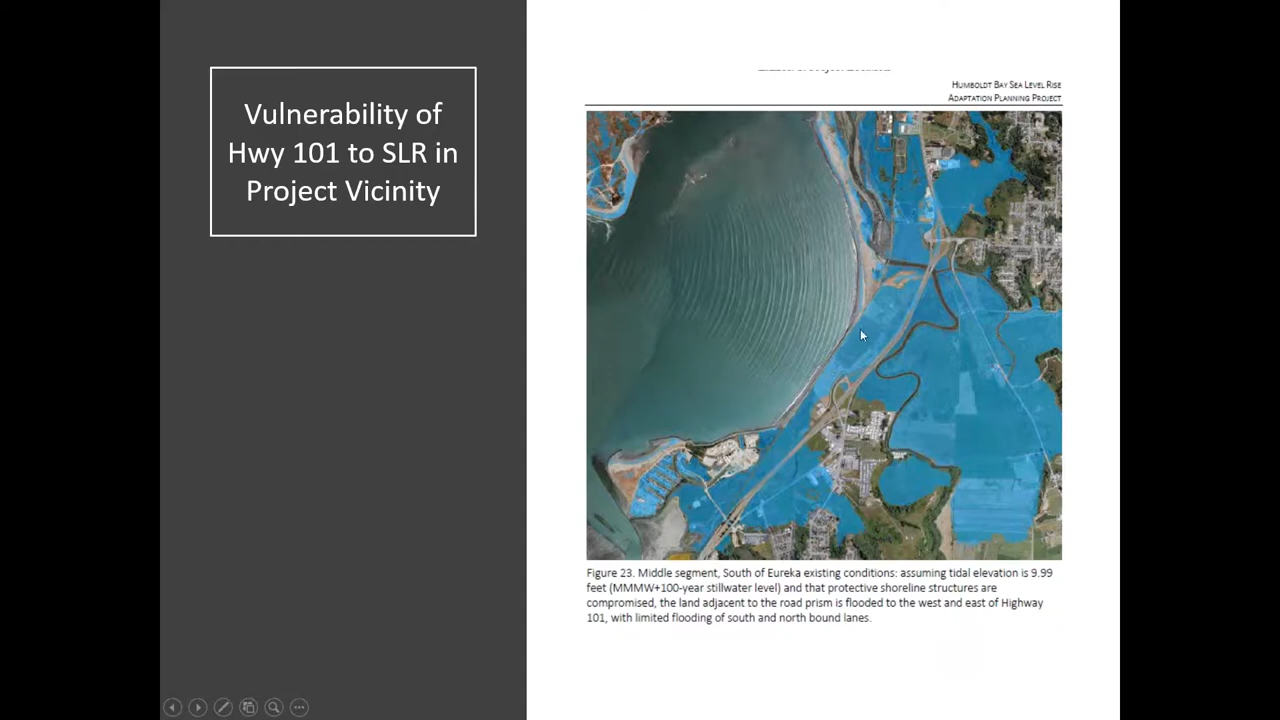 Vulnerability of
Hwy 101 to SLR in
Project Vicinity
HUMBOLDT BAY SEA LEVEL RISE
ADAPTATION PLANNING PROJECT
Figure 23. Middle segment, South of Eureka existing conditions: assuming tidal elevation is 9.99
feet (MMMW+100-year stillwater level) and that protective shoreline structures are
compromised, the land adjacent to the road prism is flooded to the west and east of Highway
101, with limited flooding of south and north bound lanes.